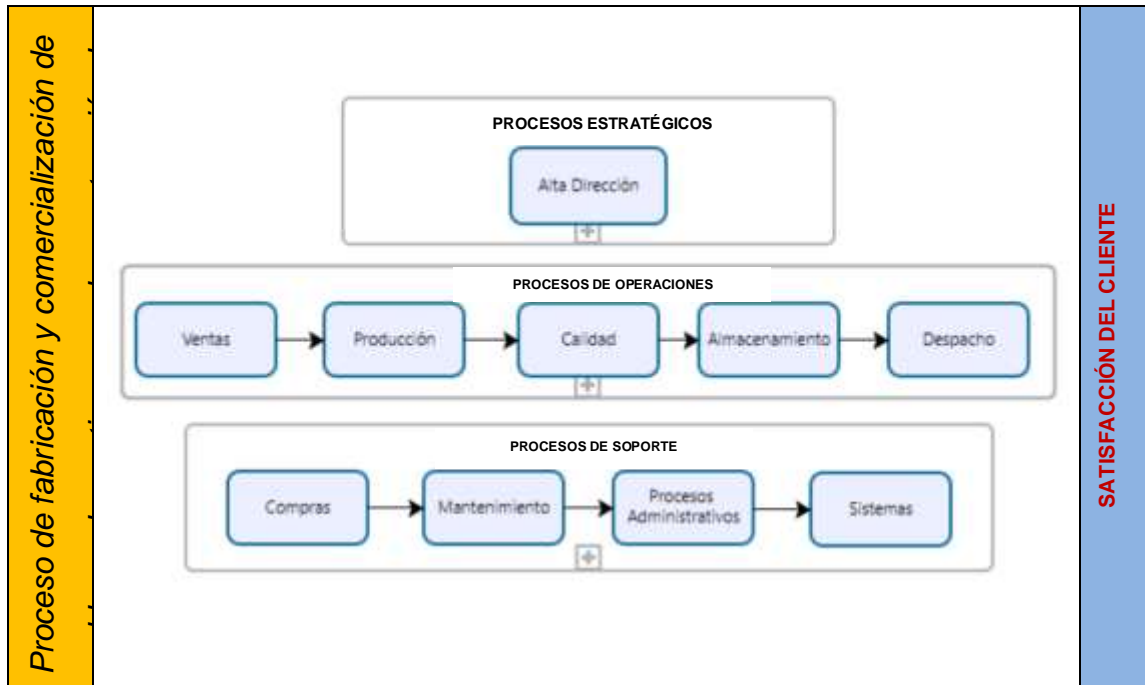 Proceso de fabricación y comercialización de
PROCESOS ESTRATÉGICOS
Alta Dirección
PROCESOS DE OPERACIONES
Ventas
Producción
Calidad
Almacenamiento
Despacho
PROCESOS DE SOPORTE
Compras
Mantenimiento
Procesos
Administrativos
Sistemas
SATISFACCIÓN DEL CLIENTE